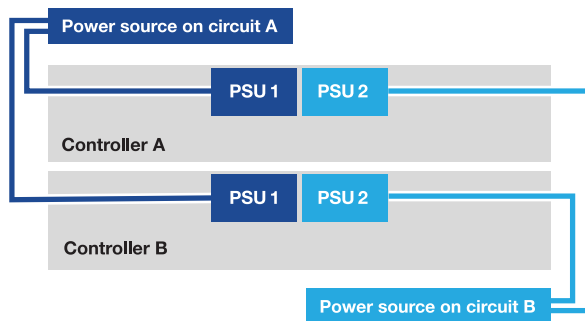 Power source on circuit A
PSU 1 PSU 2
Controller A
PSU 1 PSU 2
Controller B
Power source on circuit B